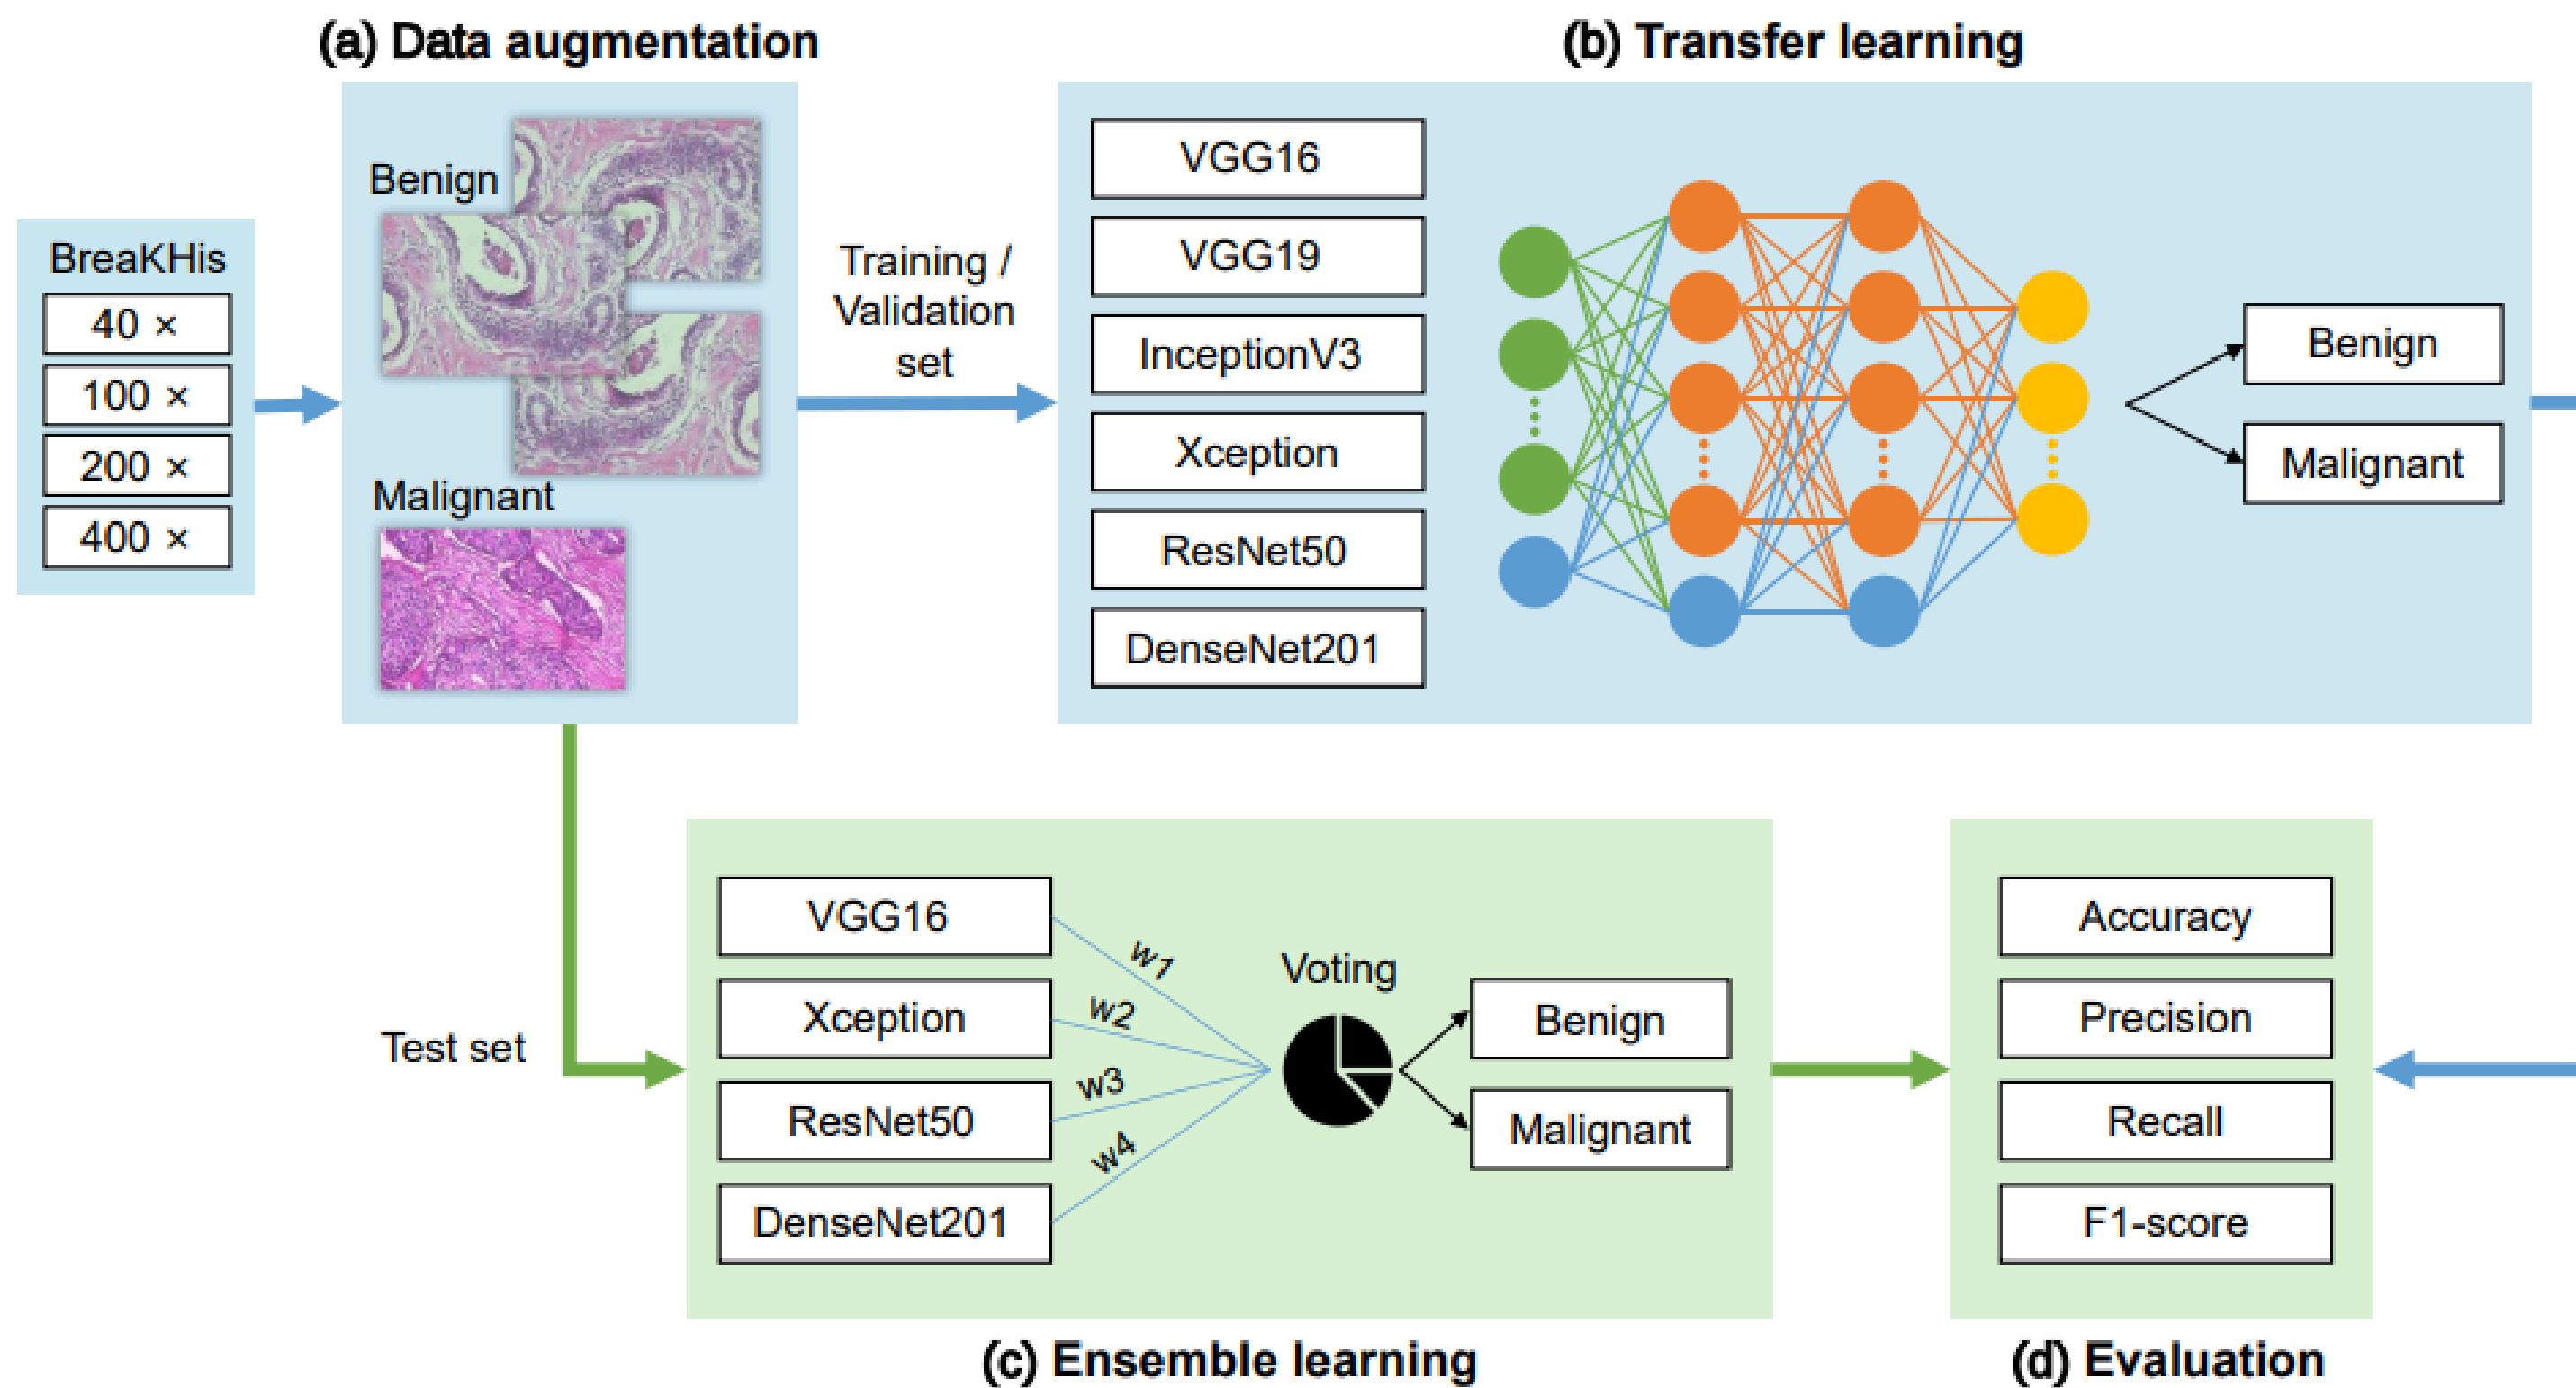 (a) Data augmentation
(b) Transfer learning
BreaKHis
40 ×
100 ×
200 ×
400 ×
Benign
Malignant
Training /
Validation
set
VGG16
VGG19
InceptionV3
Xception
ResNet50
DenseNet201
Benign
Malignant
Test set
VGG16
Xception
ResNet50
DenseNet201
w1
w2
w3
w4
Voting
Benign
Malignant
Accuracy
Precision
Recall
F1-score
(c) Ensemble learning
(d) Evaluation